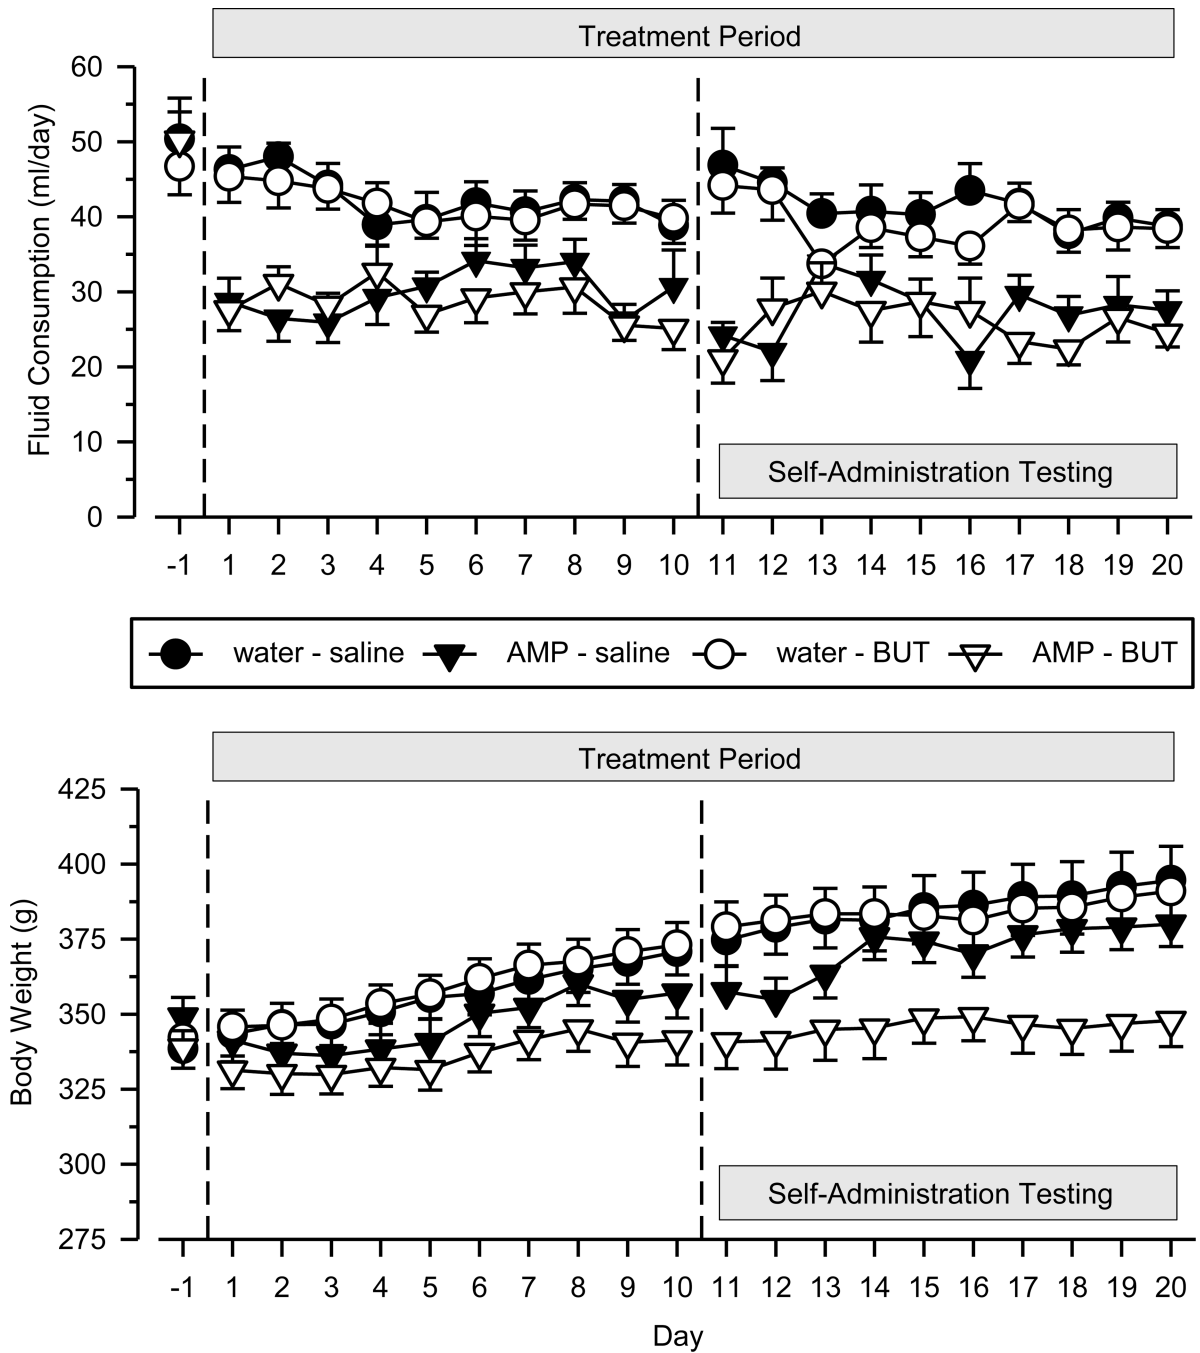 Treatment Period
60
50
40
30
20
10
0
Fluid Consumption (ml/day)
Self-Administration Testing
-1 1 2 3 4 5 6 7 8 9 10 11 12 13 14 15 16 17 18 19 20
water - saline AMP - saline water - BUT AMP - BUT
Treatment Period
425
400
375
350
325
300
275
Body Weight (g)
Self-Administration Testing
-1 1 2 3 4 5 6 7 8 9 10 11 12 13 14 15 16 17 18 19 20
Day